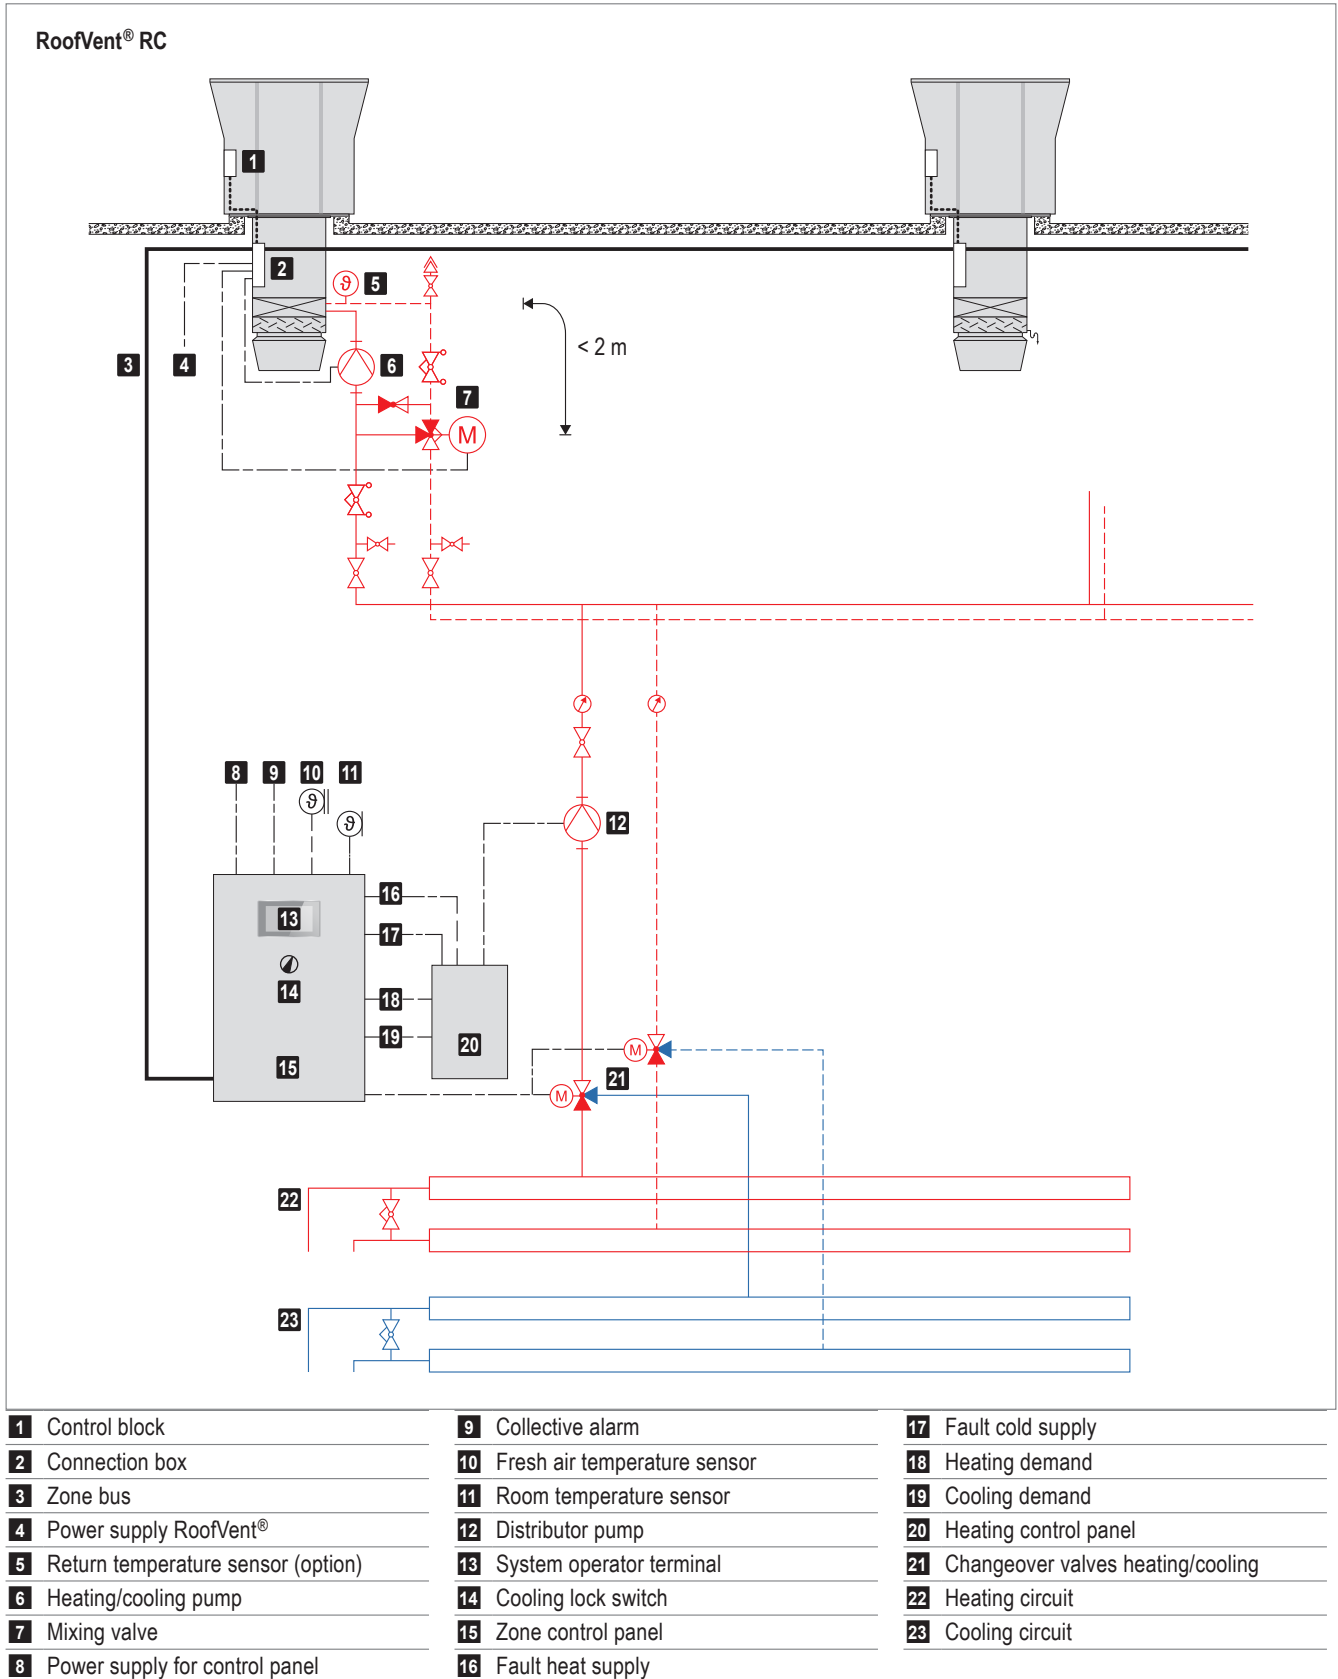 RoofVent® RC
1
2
5
< 2 m
3
4
6
7
M
8
9
10
11
12
16
13
17
14
18
19
20
15
M
21
M
22
23
1 Control block
2 Connection box
3 Zone bus
4 Power supply RoofVent®
5 Return temperature sensor (option)
6 Heating/cooling pump
7 Mixing valve
8 Power supply for control panel
9 Collective alarm
10 Fresh air temperature sensor
11 Room temperature sensor
12 Distributor pump
13 System operator terminal
14 Cooling lock switch
15 Zone control panel
16 Fault heat supply
17 Fault cold supply
18 Heating demand
19 Cooling demand
20 Heating control panel
21 Changeover valves heating/cooling
22 Heating circuit
23 Cooling circuit